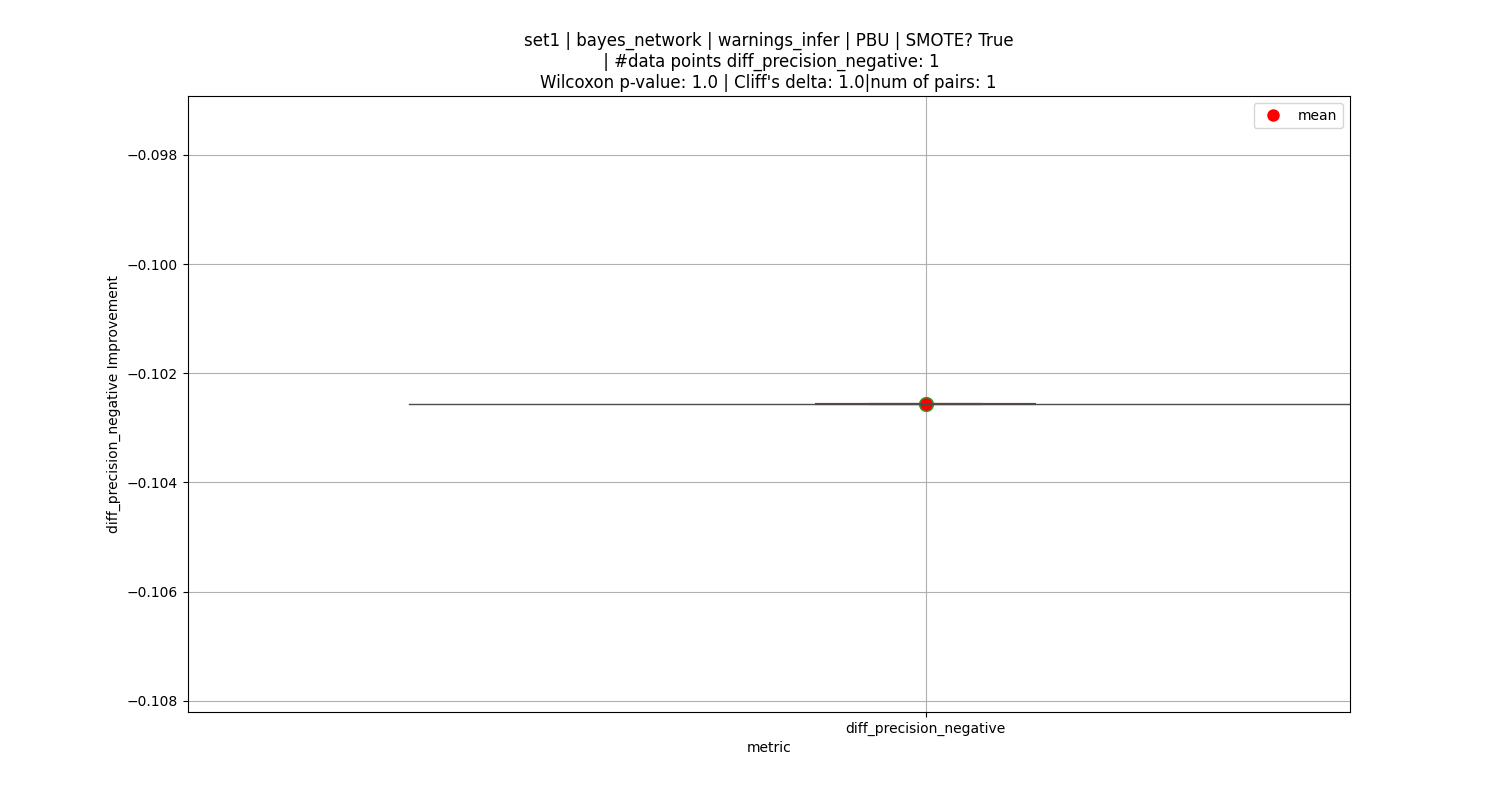 set1 | bayes_network | warnings_infer | PBU | SMOTE? True
| #data points diff_precision_negative: 1
Wilcoxon p-value: 1.0 | Cliff's delta: 1.0|num of pairs: 1
mean
−0.098
−0.100
−0.102
−0.104
−0.106
−0.108
diff_precision_negative Improvement
diff_precision_negative
metric